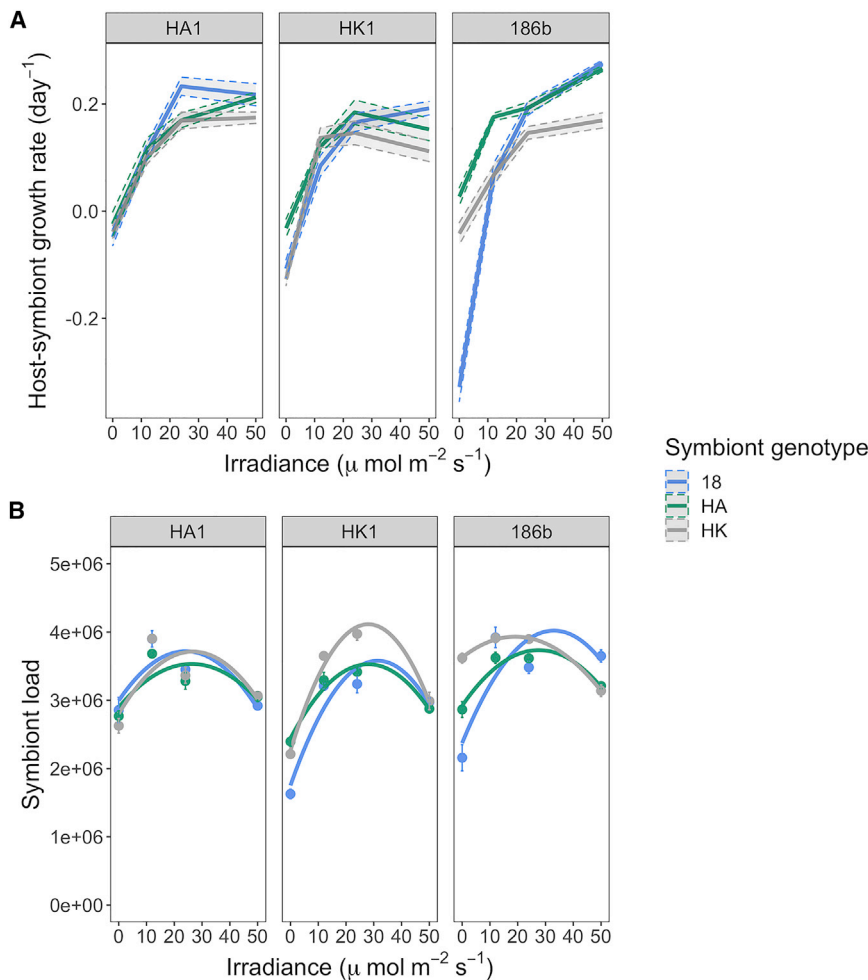 A
HA1 HK1 186b
Host-symbiont growth rate (day⁻¹)
0.2
0.0
-0.2
0 10 20 30 40 50 0 10 20 30 40 50 0 10 20 30 40 50
Irradiance (μ mol m⁻² s⁻¹)
Symbiont genotype
18
HA
HK
B
HA1 HK1 186b
Symbiont load
5e+06
4e+06
3e+06
2e+06
1e+06
0e+00
0 10 20 30 40 50 0 10 20 30 40 50 0 10 20 30 40 50
Irradiance (μ mol m⁻² s⁻¹)